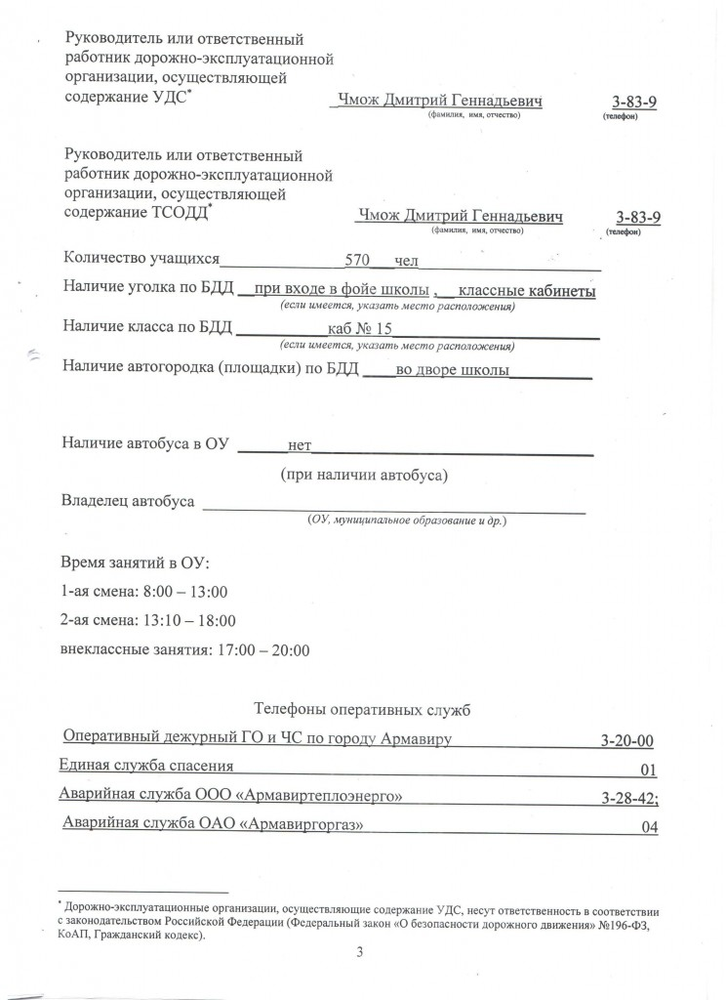 Руководитель или ответственный
работник дорожно-эксплуатационной
организации, осуществляющей
содержание УДС* Чмож Дмитрий Геннадьевич 3-83-9
(фамилия, имя, отчество) (телефон)
Руководитель или ответственный
работник дорожно-эксплуатационной
организации, осуществляющей
содержание ТСОДД* Чмож Дмитрий Геннадьевич 3-83-9
(фамилия, имя, отчество) (телефон)
Количество учащихся 570 чел
Наличие уголка по БДД при входе в фойе школы , классные кабинеты
(если имеется, указать место расположения)
Наличие класса по БДД каб № 15
(если имеется, указать место расположения)
Наличие автогородка (площадки) по БДД во дворе школы
Наличие автобуса в ОУ нет
(при наличии автобуса)
Владелец автобуса
(ОУ, муниципальное образование и др.)
Время занятий в ОУ:
1-ая смена: 8:00 – 13:00
2-ая смена: 13:10 – 18:00
внеклассные занятия: 17:00 – 20:00
Телефоны оперативных служб
Оперативный дежурный ГО и ЧС по городу Армавиру 3-20-00
Единая служба спасения 01
Аварийная служба ООО «Армавиртеплоэнерго» 3-28-42;
Аварийная служба ОАО «Армавиргоргаз» 04
* Дорожно-эксплуатационные организации, осуществляющие содержание УДС, несут ответственность в соответствии
с законодательством Российской Федерации (Федеральный закон «О безопасности дорожного движения» №196-ФЗ,
КоАП, Гражданский кодекс).
3